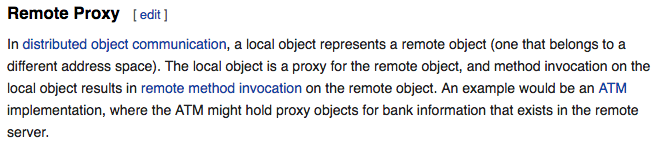 Remote Proxy [ edit ]
In distributed object communication, a local object represents a remote object (one that belongs to a
different address space). The local object is a proxy for the remote object, and method invocation on the
local object results in remote method invocation on the remote object. An example would be an ATM
implementation, where the ATM might hold proxy objects for bank information that exists in the remote
server.